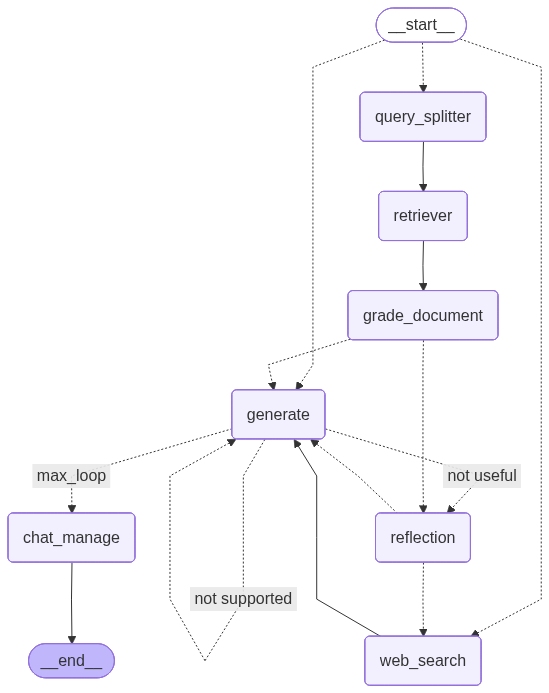 __start__
query_splitter
retriever
grade_document
generate
max_loop
not useful
chat_manage
reflection
not supported
__end__
web_search